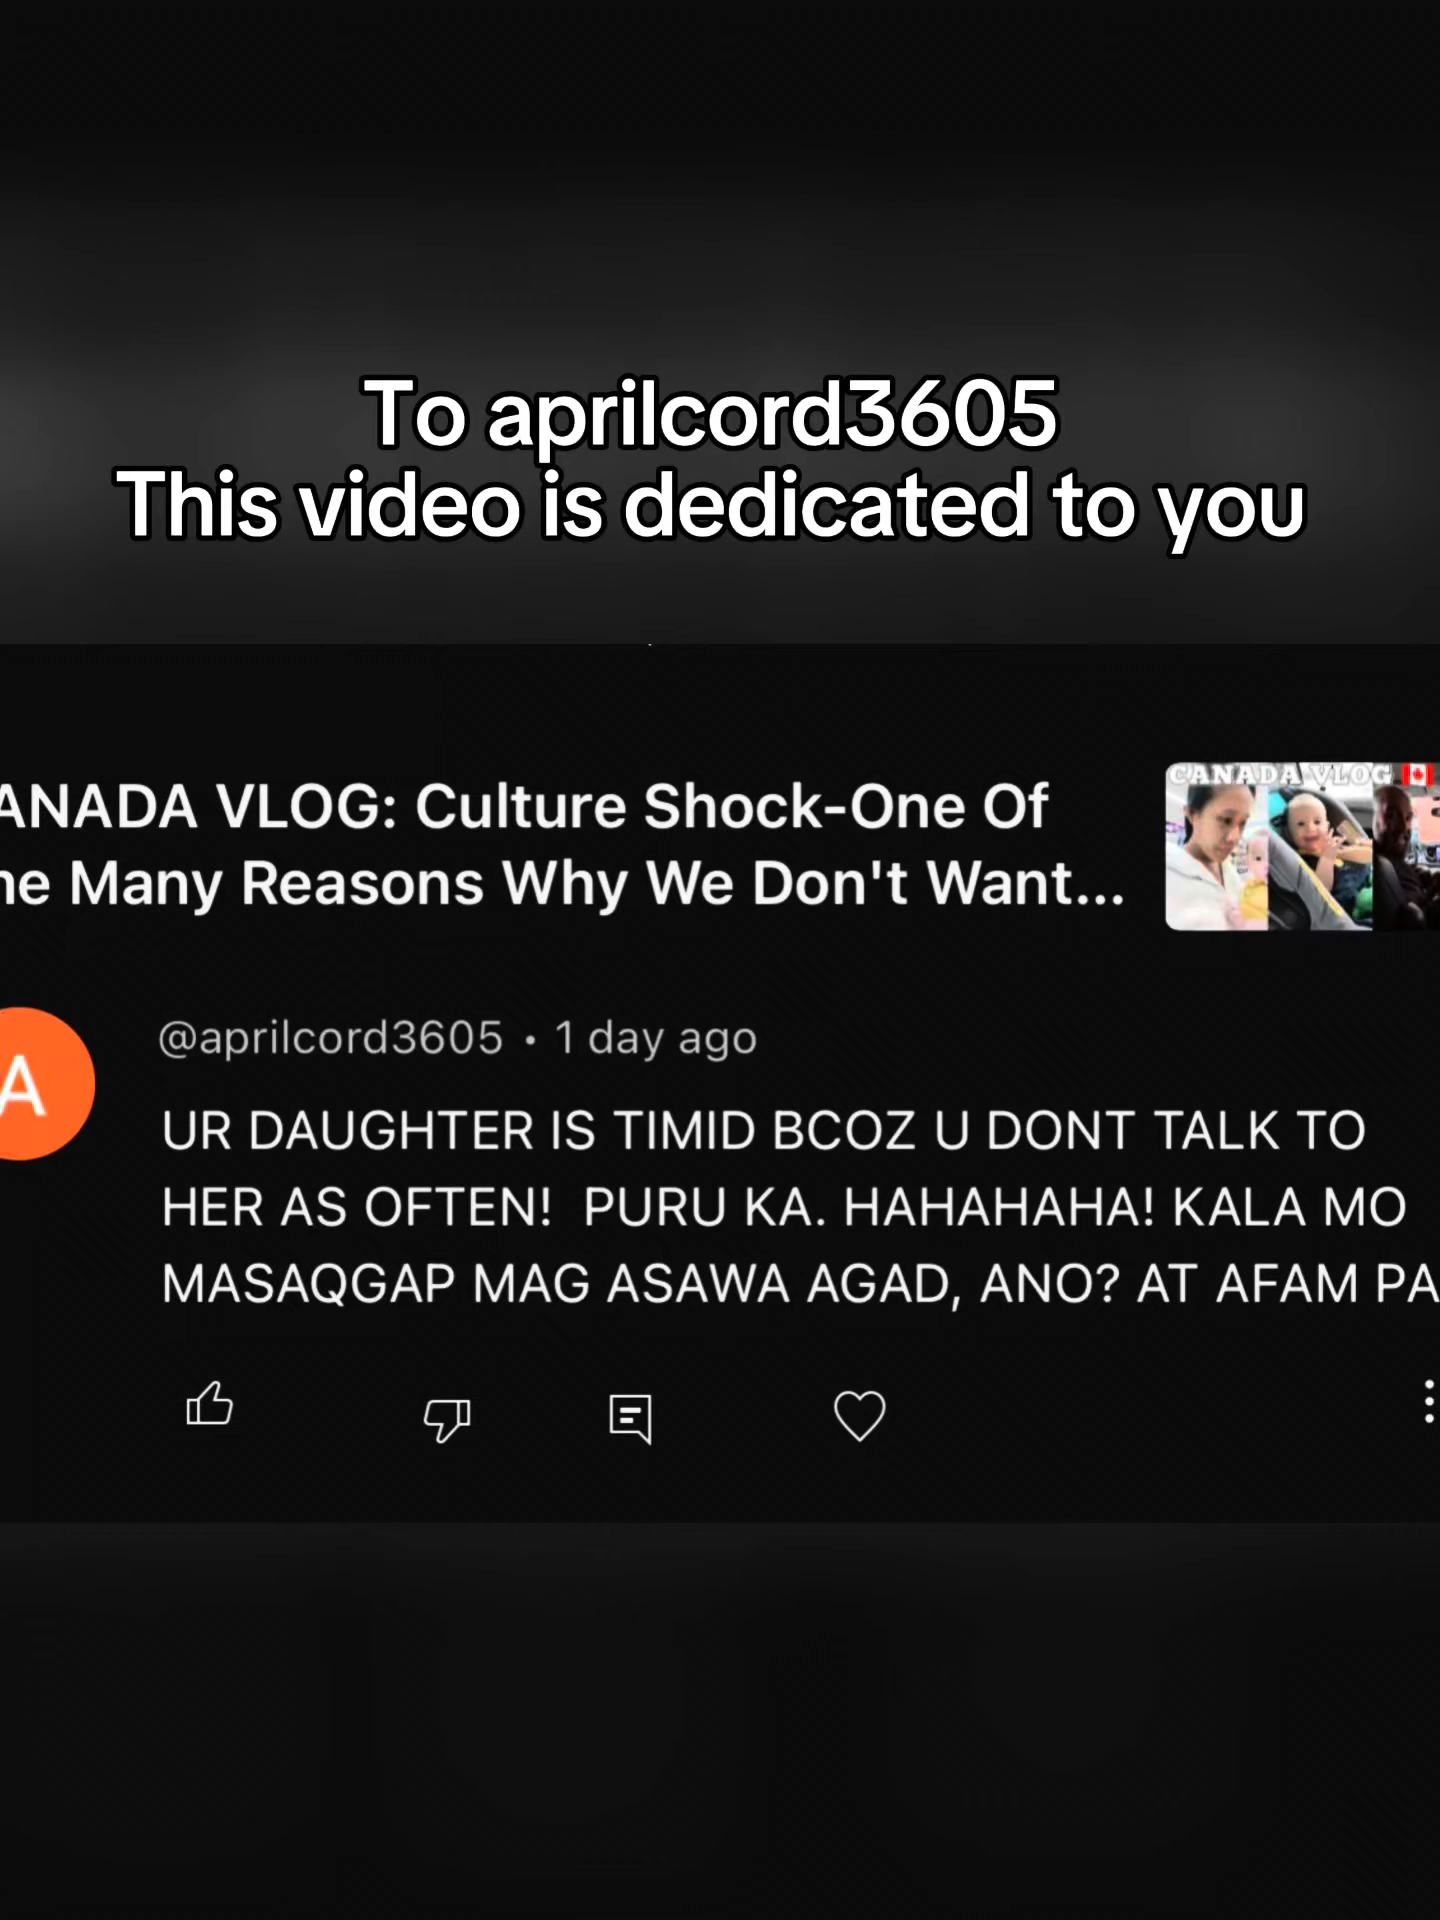 To aprilcord3605
This video is dedicated to you
CANADA VLOG
ANADA VLOG: Culture Shock-One Of
he Many Reasons Why We Don't Want...
A
@aprilcord3605 • 1 day ago
UR DAUGHTER IS TIMID BCOZ U DONT TALK TO
HER AS OFTEN!  PURU KA. HAHAHAHA! KALA MO
MASAQGAP MAG ASAWA AGAD, ANO? AT AFAM PA